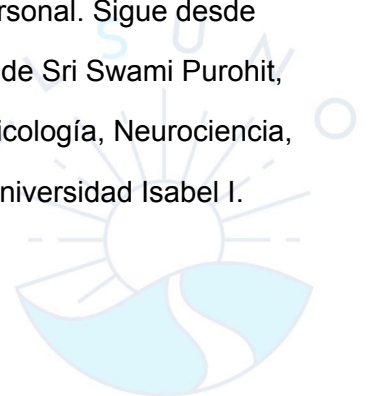 rsonal. Sigue desde
de Sri Swami Purohit,
icología, Neurociencia,
niversidad Isabel I.
S U N O